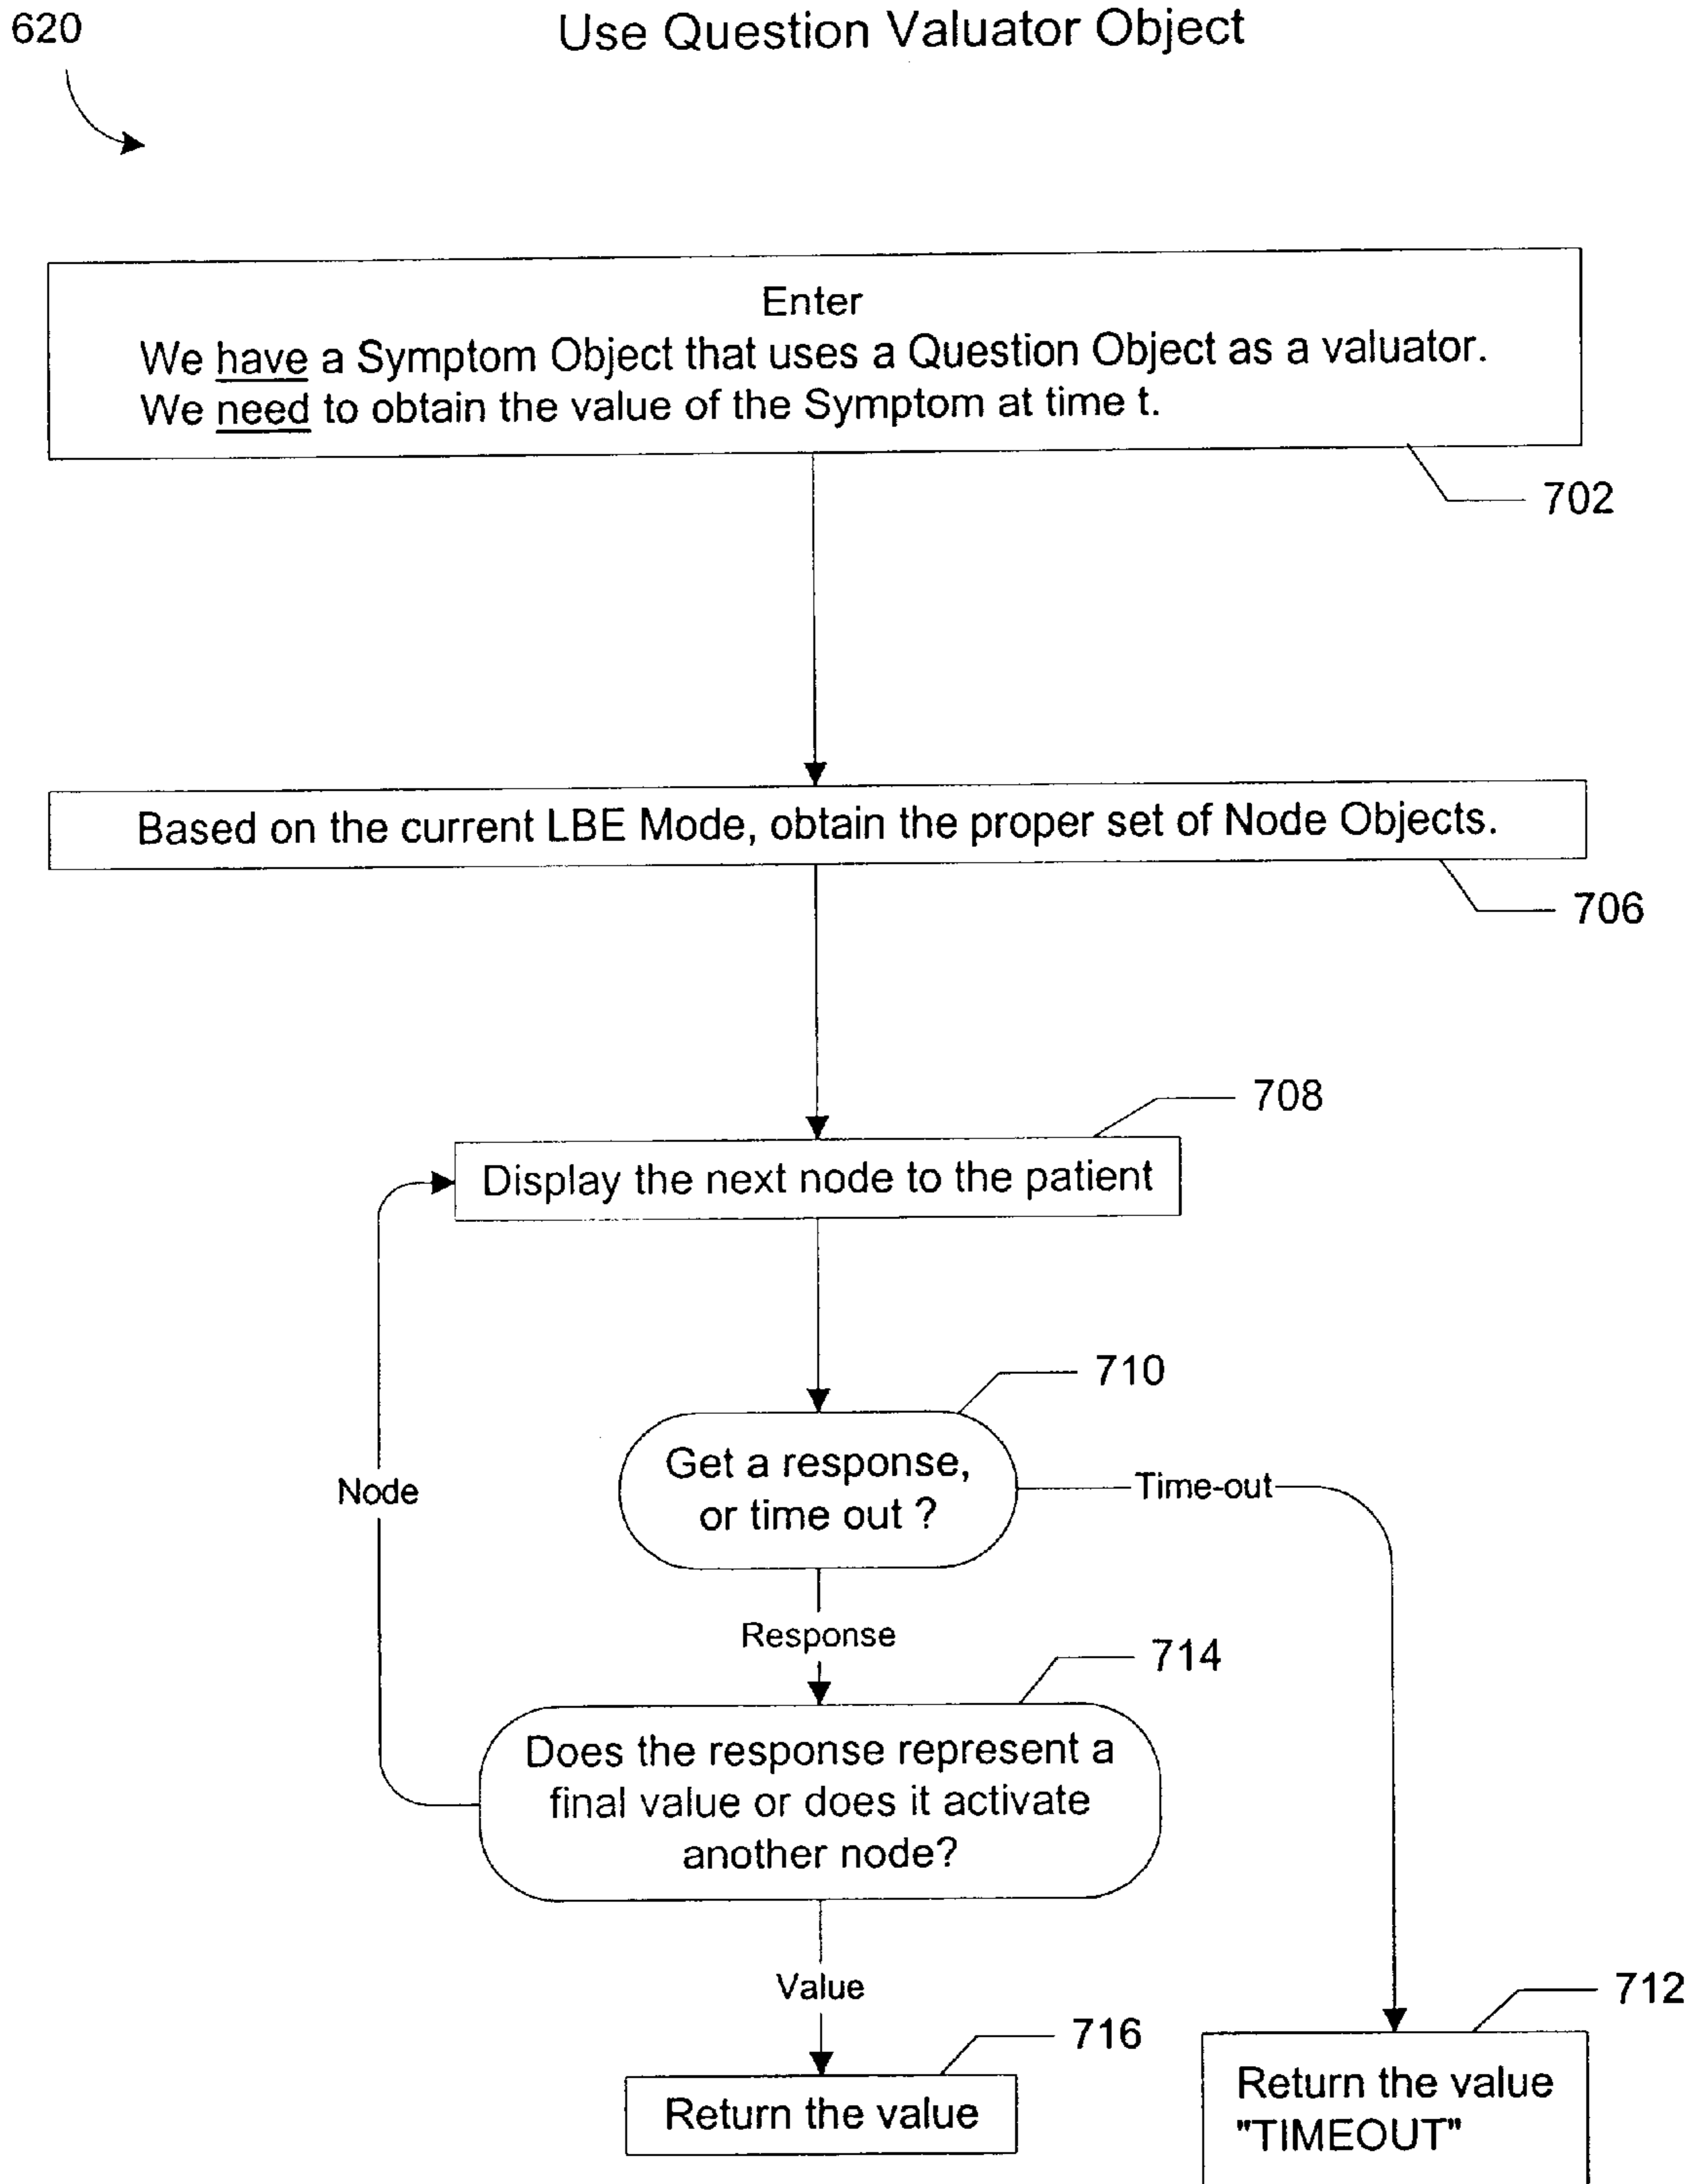 620
Use Question Valuator Object
Enter
We have a Symptom Object that uses a Question Object as a valuator.
We need to obtain the value of the Symptom at time t.
702
Based on the current LBE Mode, obtain the proper set of Node Objects.
706
708
Display the next node to the patient
710
Get a response,
or time out ?
Time-out
Node
Response
714
Does the response represent a
final value or does it activate
another node?
Value
712
716
Return the value
Return the value
"TIMEOUT"